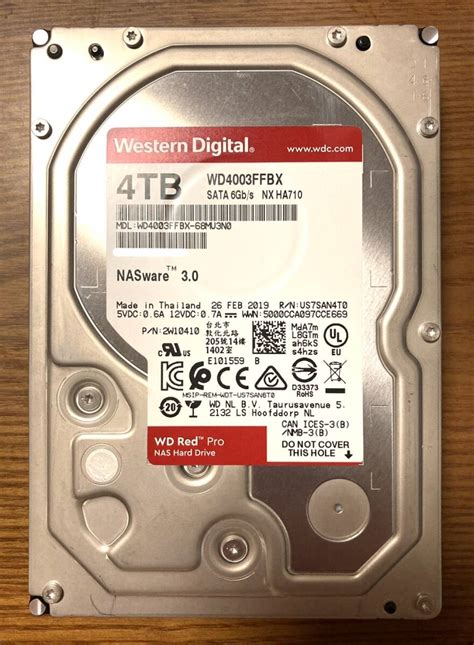 Western Digital®
www.wdc.com
4TB
WD4003FFBX
SATA 6Gb/s NX HA710
MDL: WD4003FFBX-68MU3N0
NASware™ 3.0
Made in Thailand 26 FEB 2019 R/N: US7SAN4T0
5VDC: 0.6A 12VDC: 0.7A WWN: 5000CCA097CCE669
P/N: 2W10410
台北市
敦化北路
205號14樓
1402室
MdA7m
L8GTm
ah6kS
s4hzs
E101559 B
D33373
RoHS
MSIP-REM-WDT-US7SAN6T0
20
WD NL B.V. Taurusavenue 5.
2132 LS Hoofddorp NL
CAN ICES-3(B)
/NMB-3(B)
WD Red™ Pro
NAS Hard Drive
DO NOT COVER
THIS HOLE